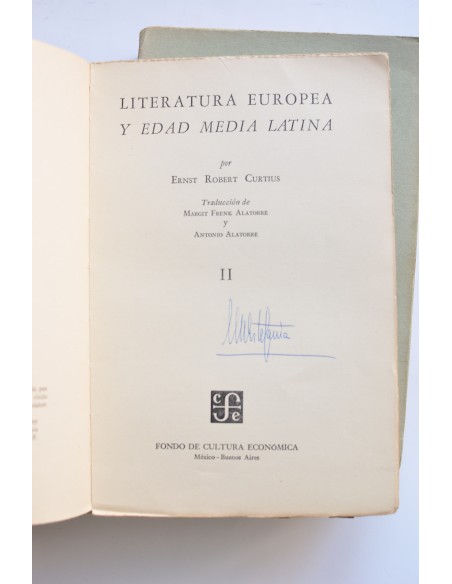 LITERATURA EUROPEA
Y EDAD MEDIA LATINA
por
ERNST ROBERT CURTIUS
Traducción de
MARGIT FRENK ALATORRE
Y
ANTONIO ALATORRE
II
c f e
FONDO DE CULTURA ECONÓMICA
México – Buenos Aires